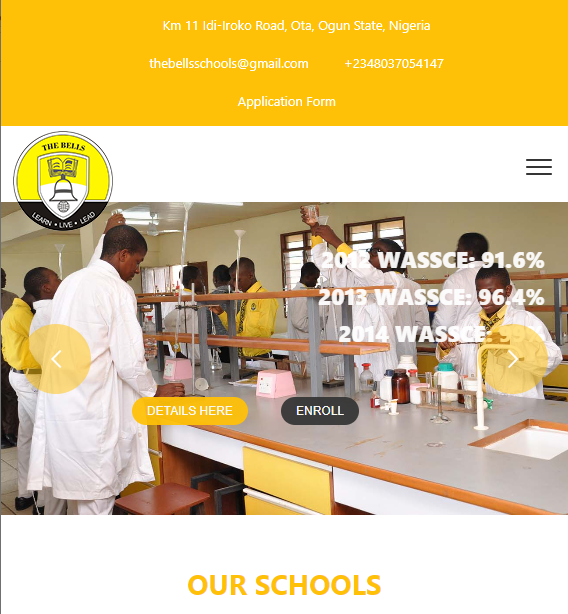 Km 11 Idi-Iroko Road, Ota, Ogun State, Nigeria
thebellsschools@gmail.com +2348037054147
Application Form
THE BELLS
LEARN • LIVE • LEAD
2012 WASSCE: 91.6%
2013 WASSCE: 96.4%
2014 WASSCE:
DETAILS HERE ENROLL
OUR SCHOOLS